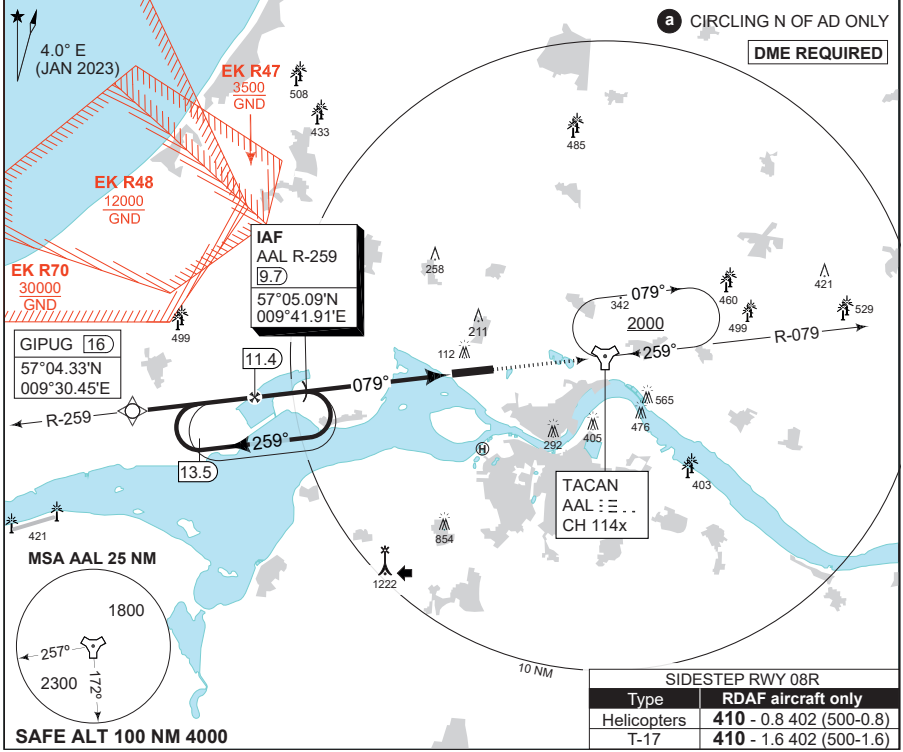 a CIRCLING N OF AD ONLY
DME REQUIRED
4.0° E
(JAN 2023)
EK R47
3500
GND
508
433
485
EK R48
12000
GND
EK R70
30000
GND
499
IAF
AAL R-259
9.7
57°05.09'N
009°41.91'E
258
211
112
342
079°
2000
259°
460
499
421
529
R-079
GIPUG 16
57°04.33'N
009°30.45'E
11.4
079°
R-259
259°
13.5
565
476
405
292
H
403
TACAN
AAL
CH 114x
421
854
1222
MSA AAL 25 NM
1800
257°
172°
2300
SAFE ALT 100 NM 4000
10 NM
SIDESTEP RWY 08R
Type RDAF aircraft only
Helicopters 410 - 0.8 402 (500-0.8)
T-17 410 - 1.6 402 (500-1.6)